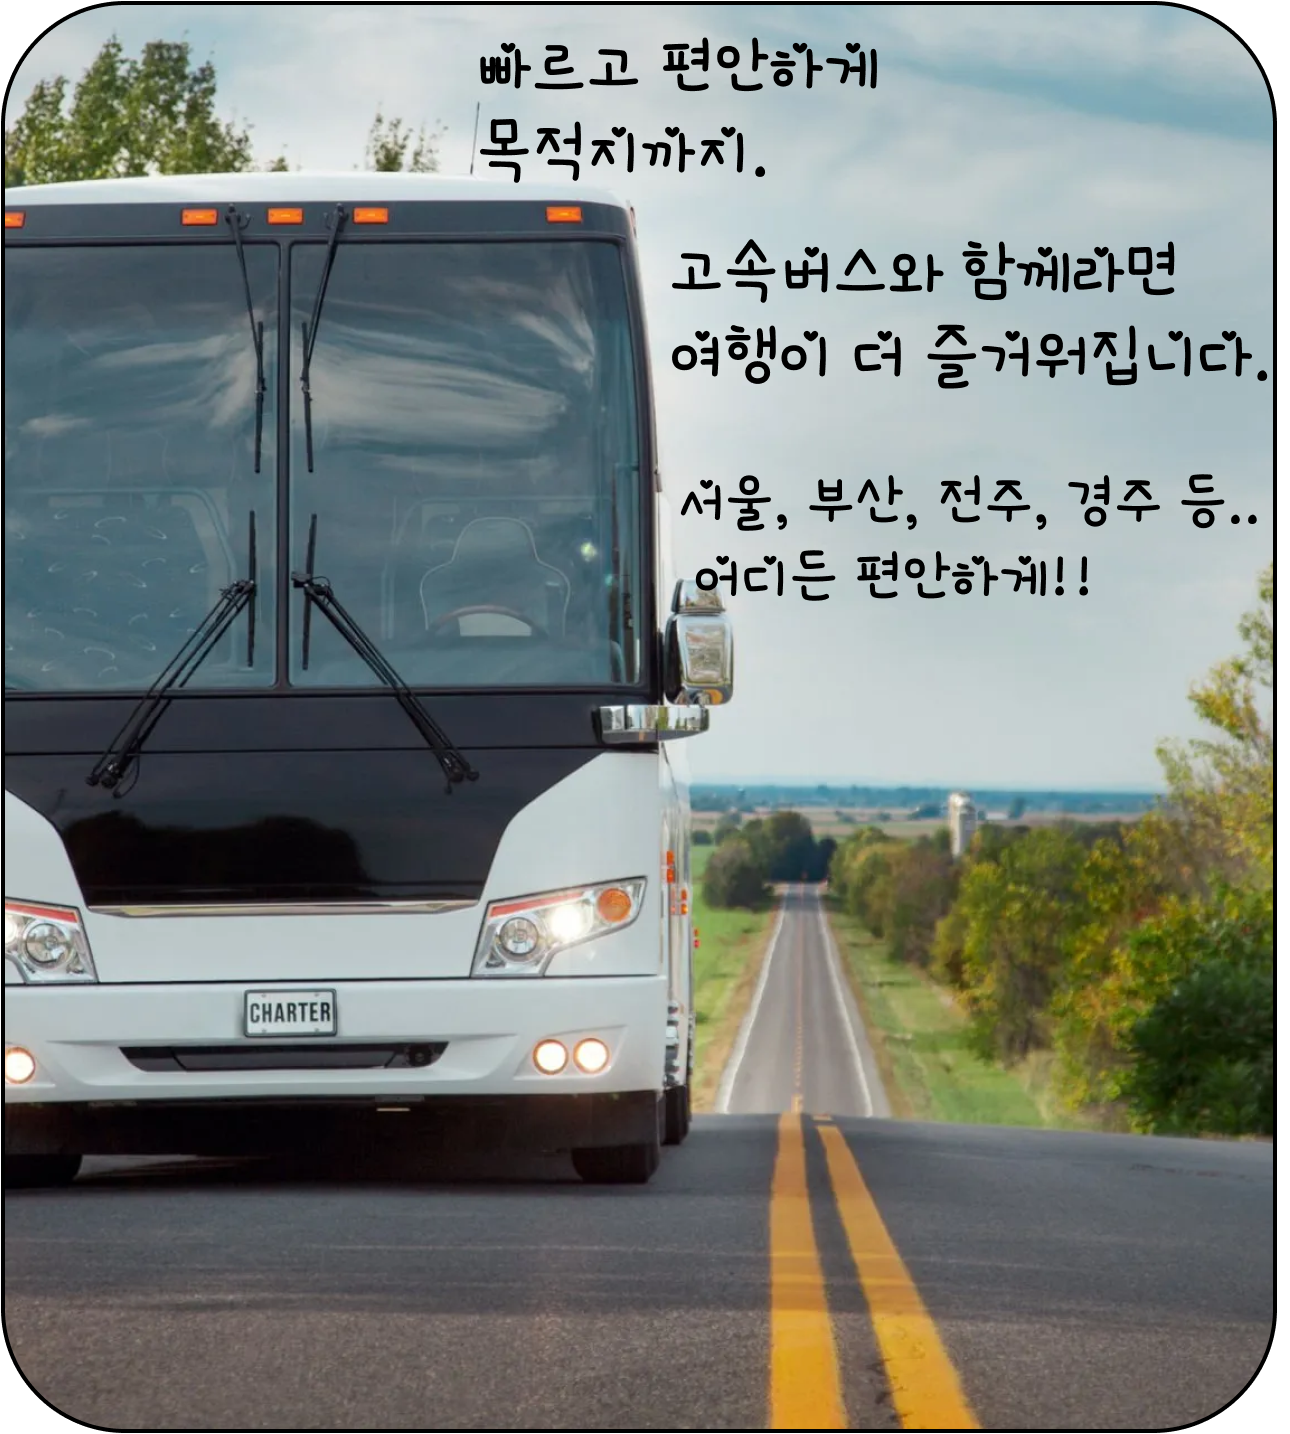 빠르고 편안하게
목적지까지.
고속버스와 함께라면
여행이 더 즐거워집니다.
서울, 부산, 전주, 경주 등..
어디든 편안하게!!
CHARTER